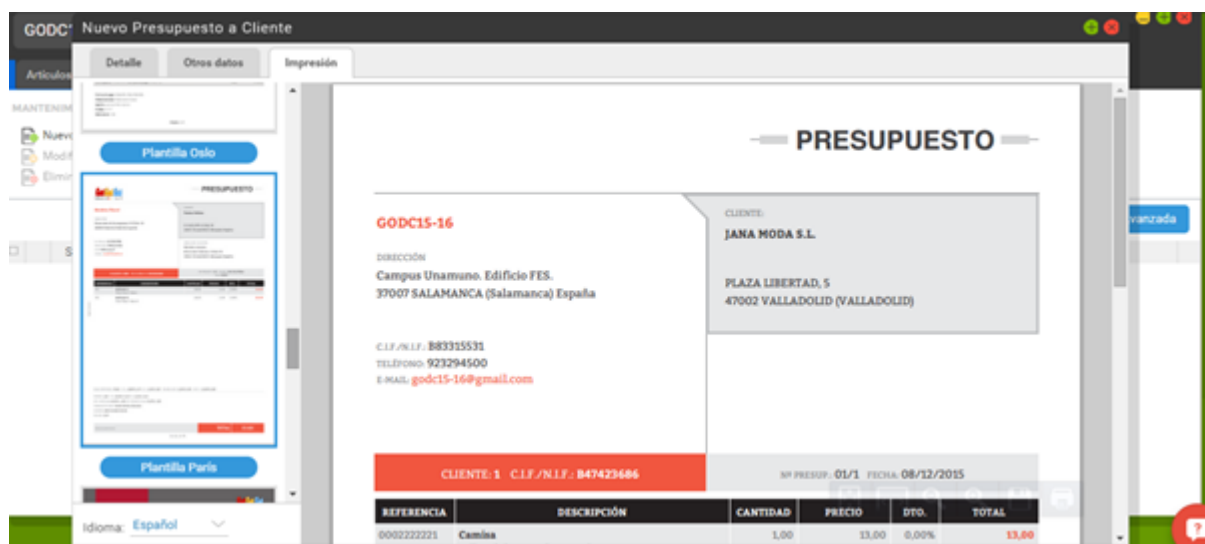 GODC'
Nuevo Presupuesto a Cliente
Artículos
Detalle
Otros datos
Impresión
MANTENIM
Nuevo
Modif
Elimin
S
vanzada
Plantilla Oslo
PRESUPUESTO
Plantilla París
Idioma: Español
PRESUPUESTO
GODC15-16
DIRECCIÓN
Campus Unamuno. Edificio FES.
37007 SALAMANCA (Salamanca) España
C.I.F./N.I.F.: B83315531
TELÉFONO: 923294500
E-MAIL: godc15-16@gmail.com
CLIENTE:
JANA MODA S.L.
PLAZA LIBERTAD, 5
47002 VALLADOLID (VALLADOLID)
CLIENTE: 1 C.I.F./N.I.F.: B47423686
Nº PRESUP.: 01/1 FECHA: 08/12/2015
REFERENCIA DESCRIPCIÓN CANTIDAD PRECIO DTO. TOTAL
0002222221 Camisa 1,00 13,00 0,00% 13,00